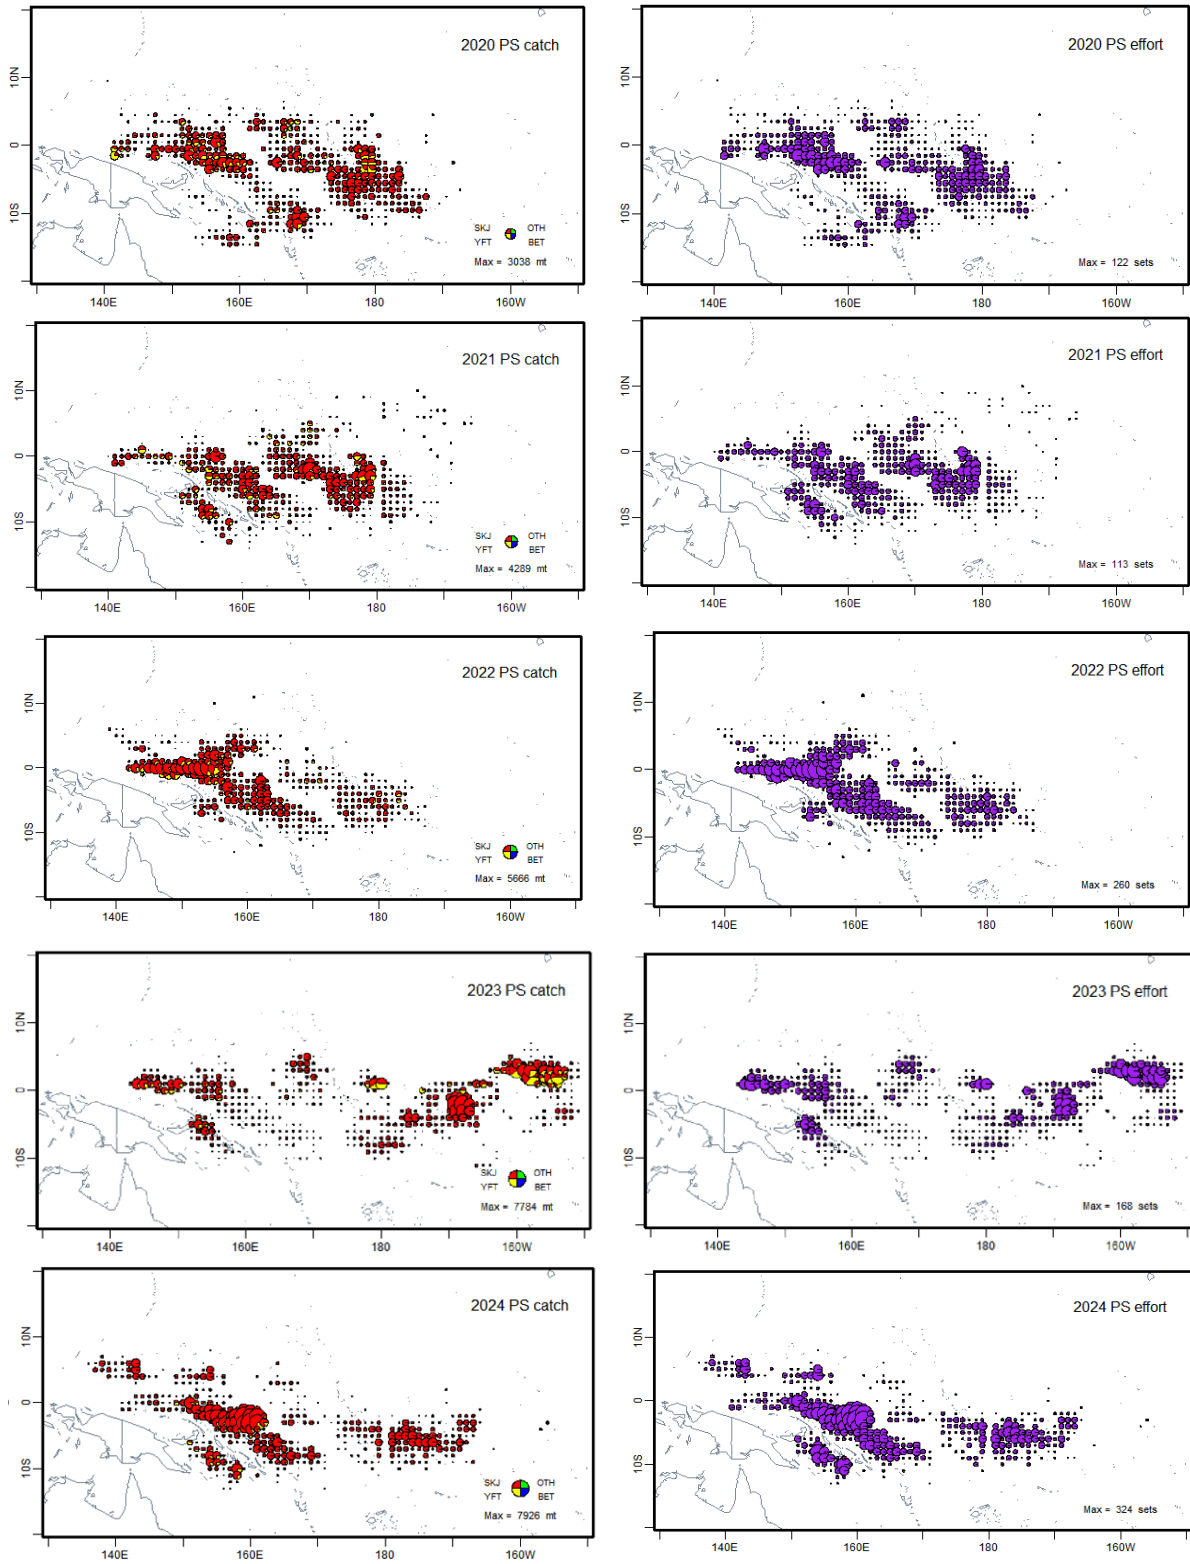 2020 PS catch
10N
0
10S
SKJ OTH
YFT BET
Max = 3038 mt
140E 160E 180 160W
2020 PS effort
10N
0
10S
Max = 122 sets
140E 160E 180 160W
2021 PS catch
10N
0
10S
SKJ OTH
YFT BET
Max = 4289 mt
140E 160E 180 160W
2021 PS effort
10N
0
10S
Max = 113 sets
140E 160E 180 160W
2022 PS catch
10N
0
10S
SKJ OTH
YFT BET
Max = 5666 mt
140E 160E 180 160W
2022 PS effort
10N
0
10S
Max = 260 sets
140E 160E 180 160W
2023 PS catch
10N
0
10S
SKJ OTH
YFT BET
Max = 7784 mt
140E 160E 180 160W
2023 PS effort
10N
0
10S
Max = 168 sets
140E 160E 180 160W
2024 PS catch
10N
0
10S
SKJ OTH
YFT BET
Max = 7926 mt
140E 160E 180 160W
2024 PS effort
10N
0
10S
Max = 324 sets
140E 160E 180 160W